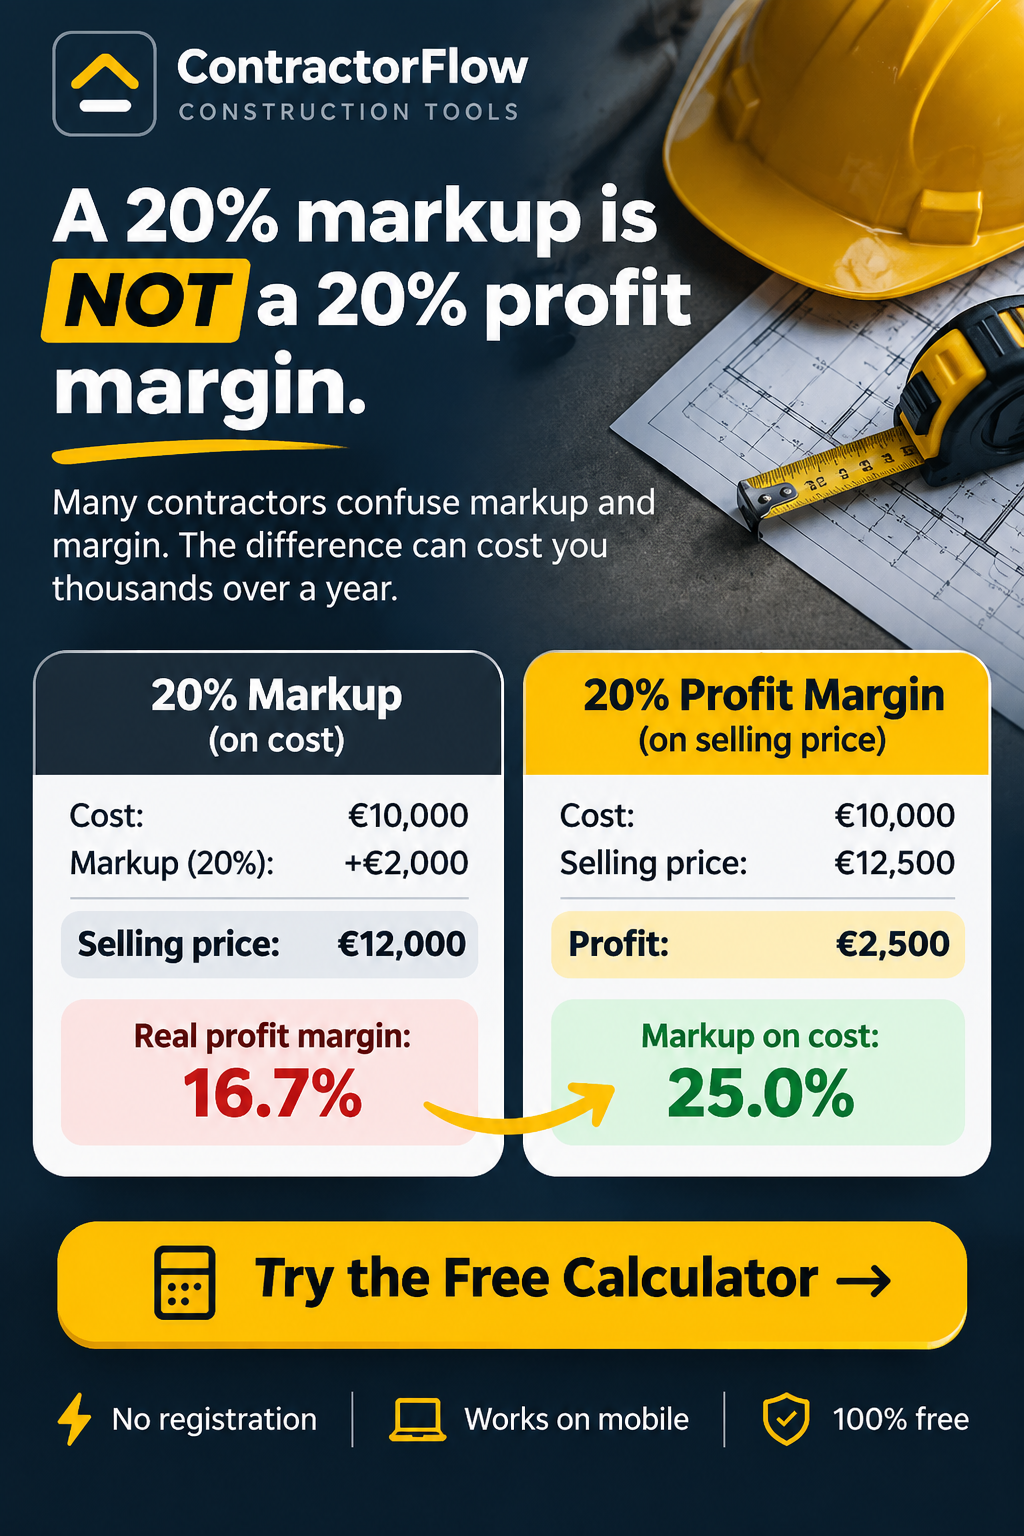 ContractorFlow
CONSTRUCTION TOOLS
A 20% markup is
NOT a 20% profit
margin.
Many contractors confuse markup and
margin. The difference can cost you
thousands over a year.
20% Markup
(on cost)
Cost: €10,000
Markup (20%): +€2,000
Selling price: €12,000
Real profit margin:
16.7%
20% Profit Margin
(on selling price)
Cost: €10,000
Selling price: €12,500
Profit: €2,500
Markup on cost:
25.0%
Try the Free Calculator →
No registration
Works on mobile
100% free